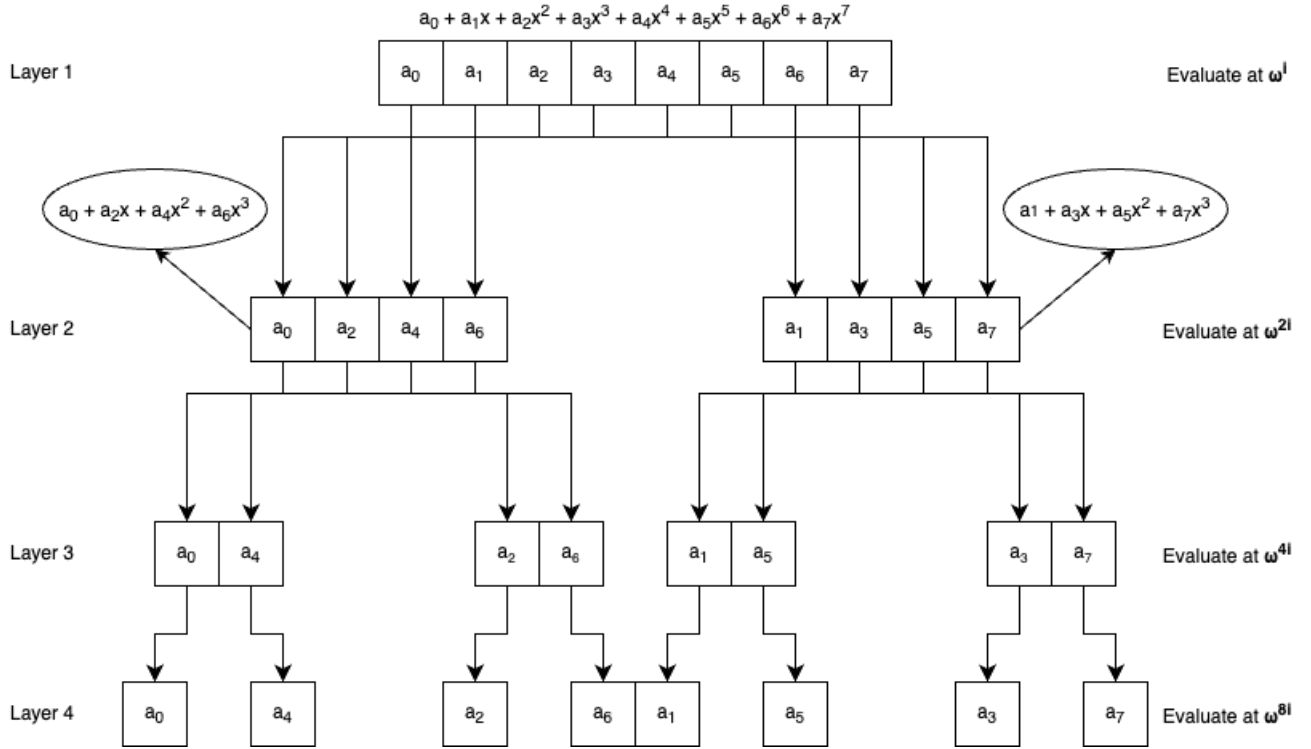 a₀ + a₁x + a₂x² + a₃x³ + a₄x⁴ + a₅x⁵ + a₆x⁶ + a₇x⁷
Layer 1 a₀ a₁ a₂ a₃ a₄ a₅ a₆ a₇ Evaluate at ωⁱ
a₀ + a₂x + a₄x² + a₆x³ a1 + a₃x + a₅x² + a₇x³
Layer 2 a₀ a₂ a₄ a₆ a₁ a₃ a₅ a₇ Evaluate at ω²ⁱ
Layer 3 a₀ a₄ a₂ a₆ a₁ a₅ a₃ a₇ Evaluate at ω⁴ⁱ
Layer 4 a₀ a₄ a₂ a₆ a₁ a₅ a₃ a₇ Evaluate at ω⁸ⁱ